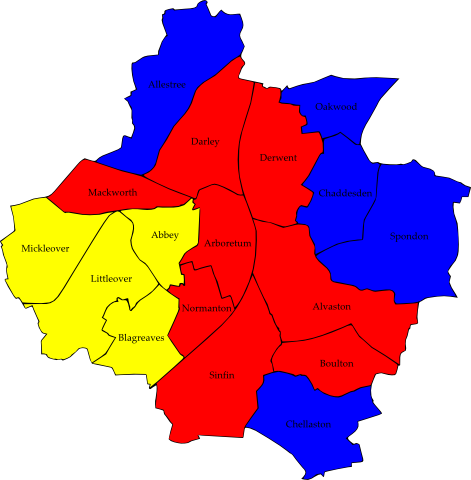 Allestree
Oakwood
Darley
Derwent
Mackworth
Chaddesden
Abbey
Spondon
Mickleover
Arboretum
Littleover
Normanton
Alvaston
Blagreaves
Boulton
Sinfin
Chellaston